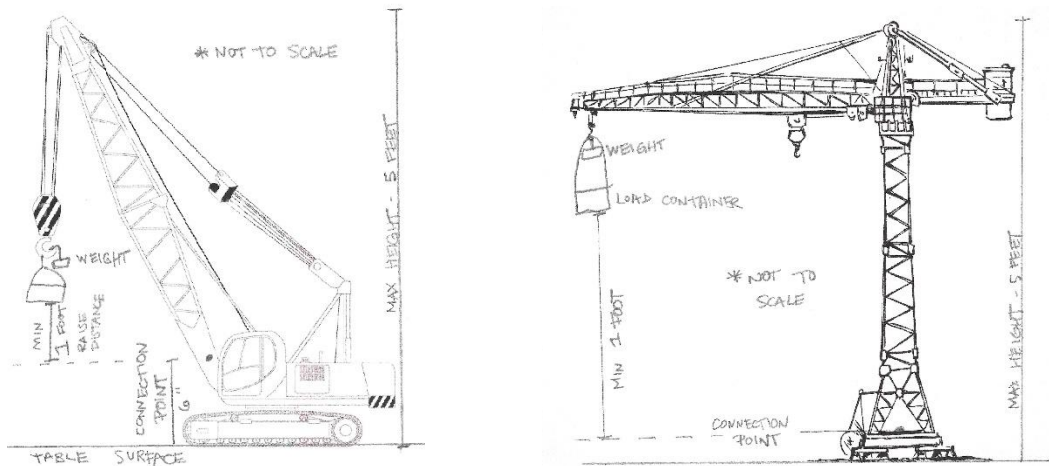 * NOT TO SCALE
MAX HEIGHT - 5 FEET
WEIGHT
MIN
1 FOOT
RAISE
DISTANCE
CONNECTION
POINT
6"
TABLE SURFACE
WEIGHT
LOAD CONTAINER
* NOT TO
SCALE
MIN 1 FOOT
MAX HEIGHT - 5 FEET
CONNECTION
POINT